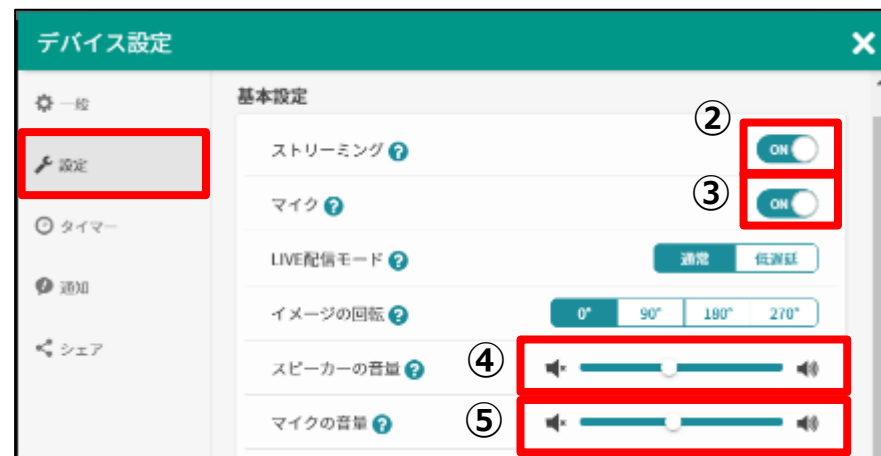 デバイス設定
一般
設定
タイマー
通知
シェア
基本設定
②
ストリーミング ? ON
③
マイク ? ON
LIVE配信モード ? 通常 低遅延
イメージの回転 ? 0° 90° 180° 270°
スピーカーの音量 ? ④
マイクの音量 ? ⑤